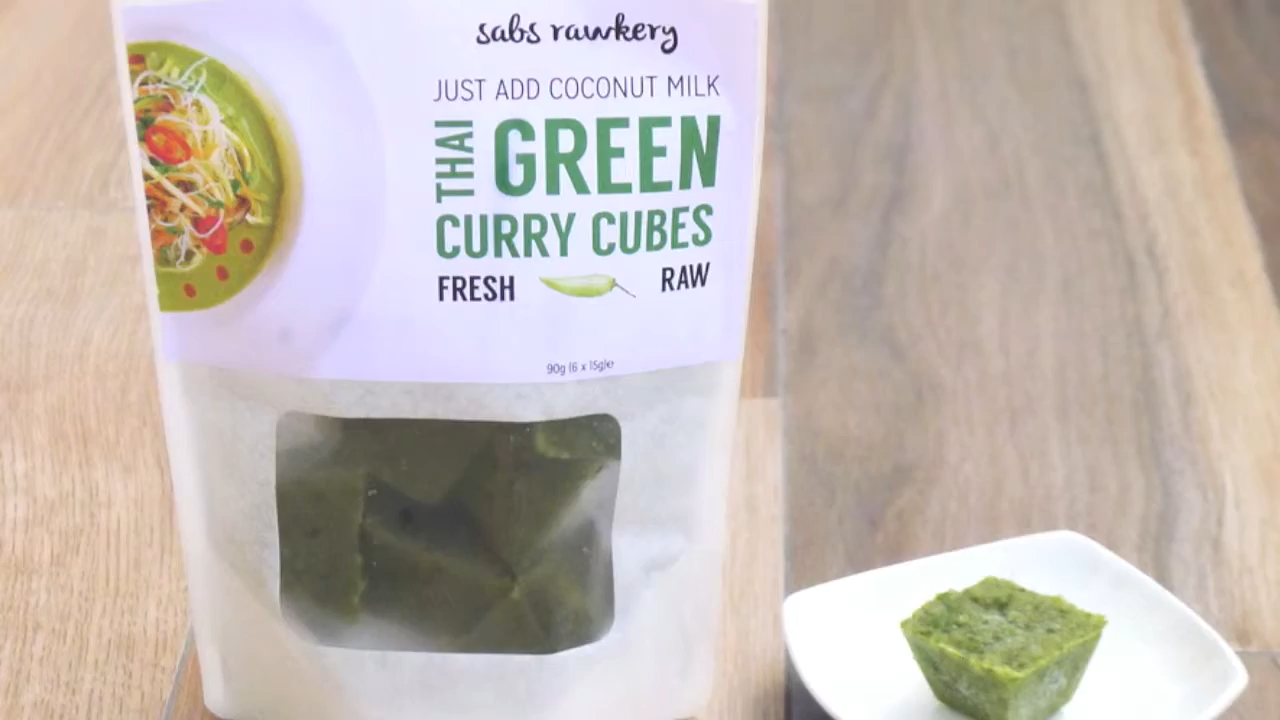 sabs rawkery
JUST ADD COCONUT MILK
THAI GREEN
CURRY CUBES
FRESH RAW
90g (6 x 15g)e